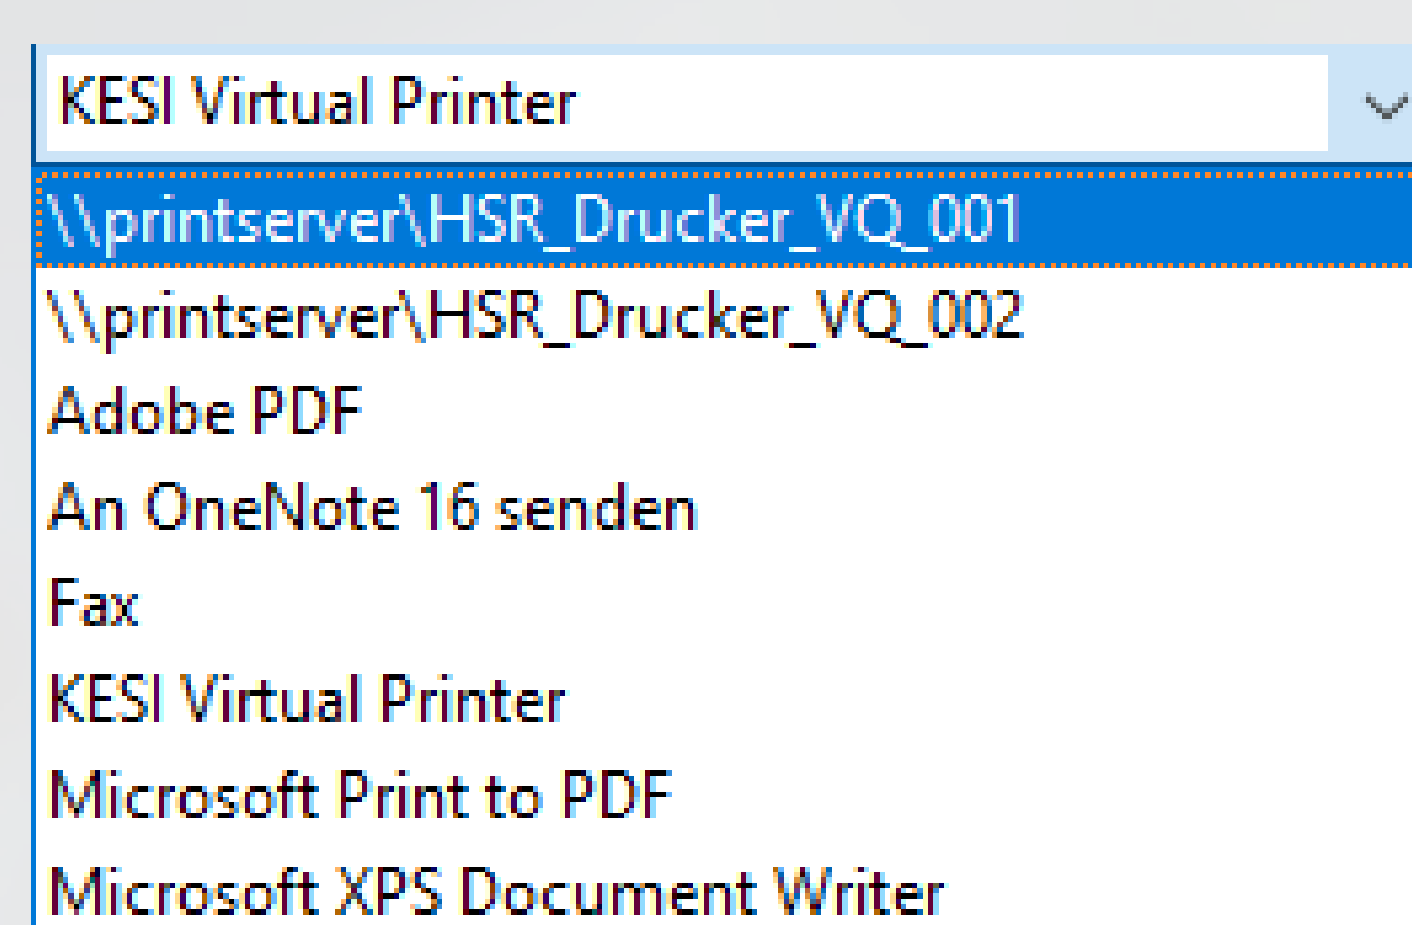 KESI Virtual Printer
\\printserver\HSR_Drucker_VQ_001
\\printserver\HSR_Drucker_VQ_002
Adobe PDF
An OneNote 16 senden
Fax
KESI Virtual Printer
Microsoft Print to PDF
Microsoft XPS Document Writer